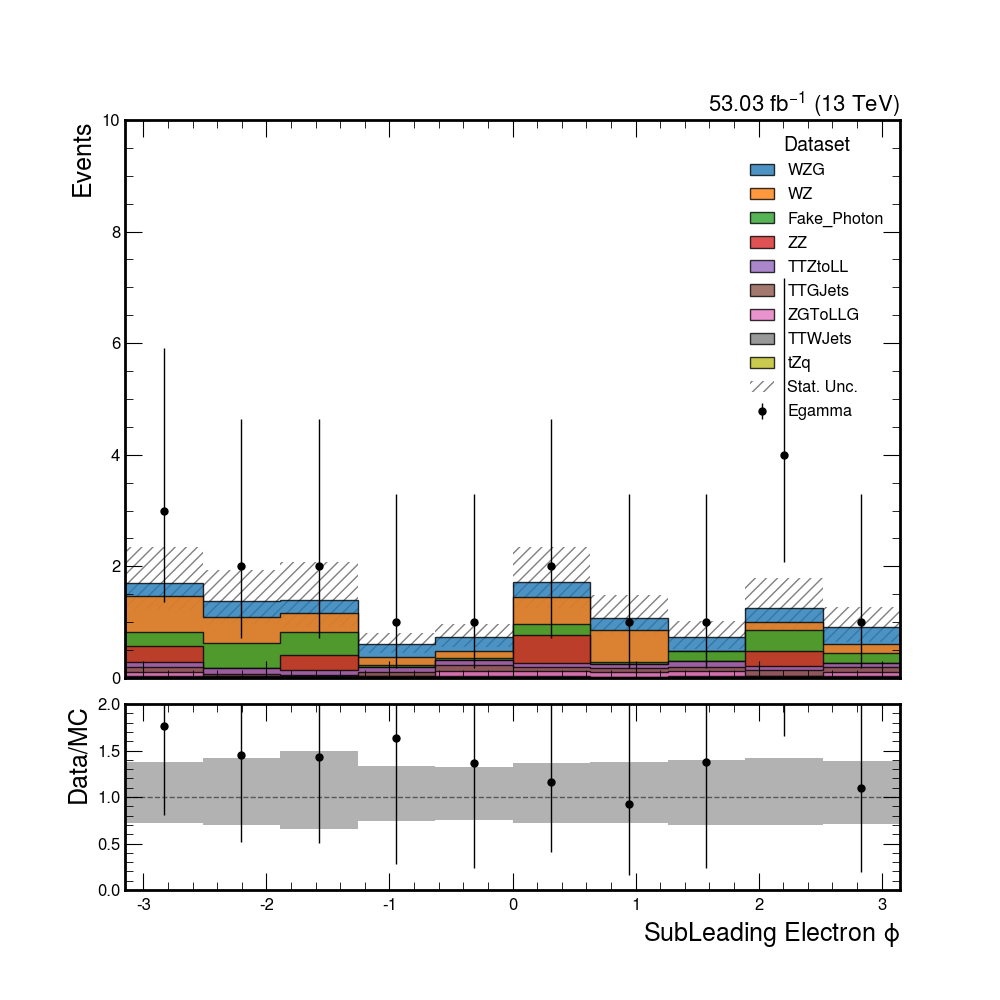 53.03 fb⁻¹ (13 TeV)
Events
10
8
6
4
2
0
Dataset
WZG
WZ
Fake_Photon
ZZ
TTZtoLL
TTGJets
ZGToLLG
TTWJets
tZq
Stat. Unc.
Egamma
Data/MC
2.0
1.5
1.0
0.5
0.0
-3 -2 -1 0 1 2 3
SubLeading Electron ϕ